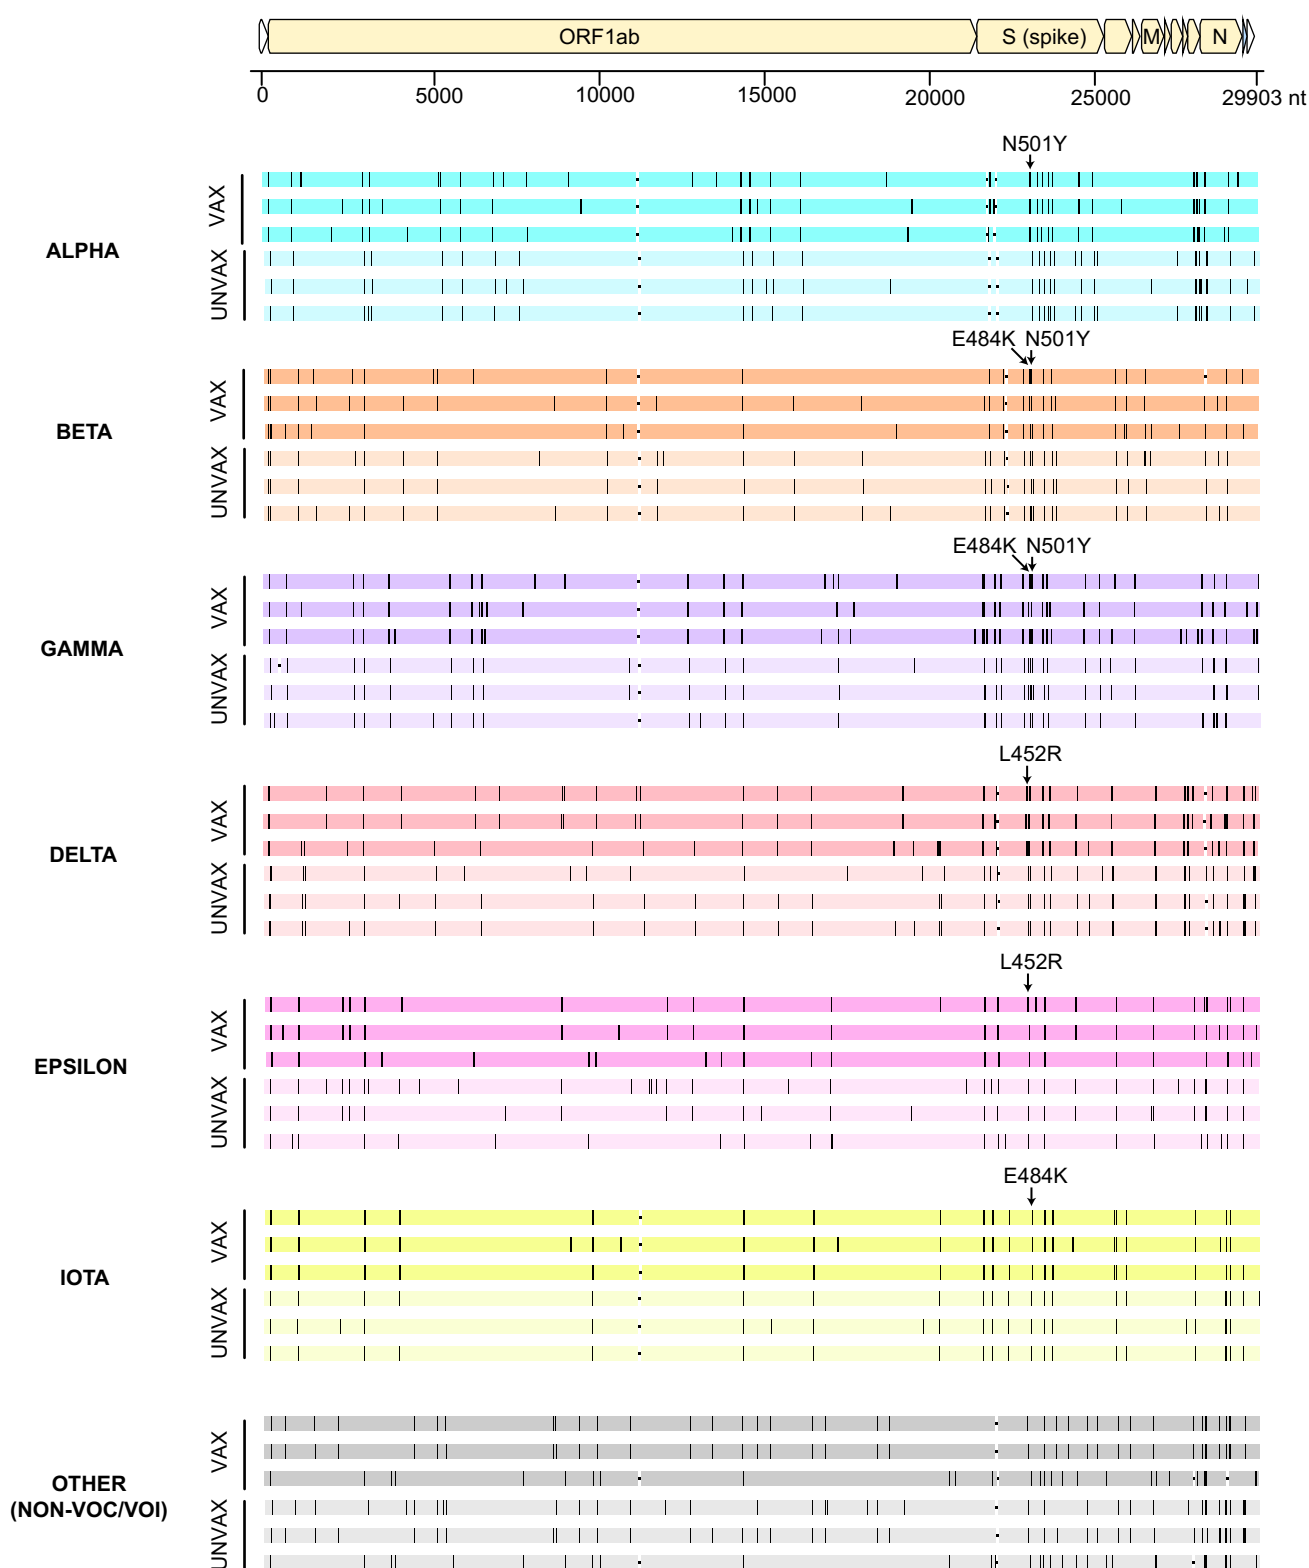 ORF1ab S (spike) M N
0 5000 10000 15000 20000 25000 29903 nt
N501Y
ALPHA
VAX
UNVAX
E484K N501Y
BETA
VAX
UNVAX
E484K N501Y
GAMMA
VAX
UNVAX
L452R
DELTA
VAX
UNVAX
L452R
EPSILON
VAX
UNVAX
E484K
IOTA
VAX
UNVAX
OTHER
(NON-VOC/VOI)
VAX
UNVAX